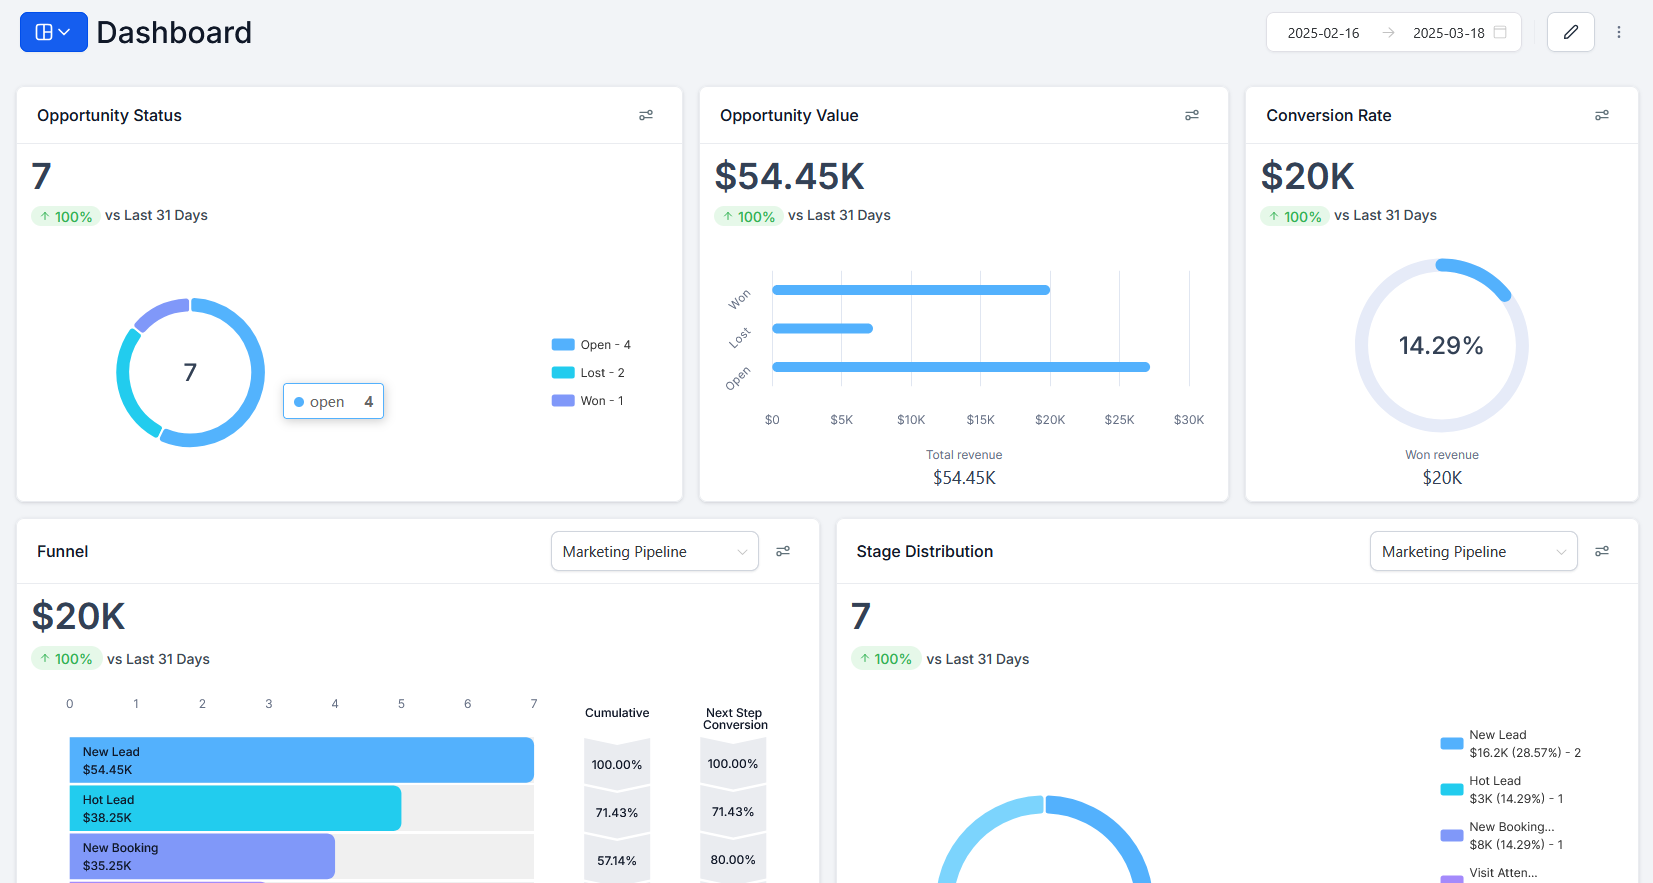 Dashboard
2025-02-16 → 2025-03-18
Opportunity Status
7
↑ 100% vs Last 31 Days
7
open 4
Open - 4
Lost - 2
Won - 1
Opportunity Value
$54.45K
↑ 100% vs Last 31 Days
Won
Lost
Open
$0 $5K $10K $15K $20K $25K $30K
Total revenue
$54.45K
Conversion Rate
$20K
↑ 100% vs Last 31 Days
14.29%
Won revenue
$20K
Funnel
Marketing Pipeline
$20K
↑ 100% vs Last 31 Days
0 1 2 3 4 5 6 7
Cumulative
Next Step
Conversion
New Lead
$54.45K
100.00% 100.00%
Hot Lead
$38.25K
71.43% 71.43%
New Booking
$35.25K
57.14% 80.00%
Stage Distribution
Marketing Pipeline
7
↑ 100% vs Last 31 Days
New Lead
$16.2K (28.57%) - 2
Hot Lead
$3K (14.29%) - 1
New Booking...
$8K (14.29%) - 1
Visit Atten...